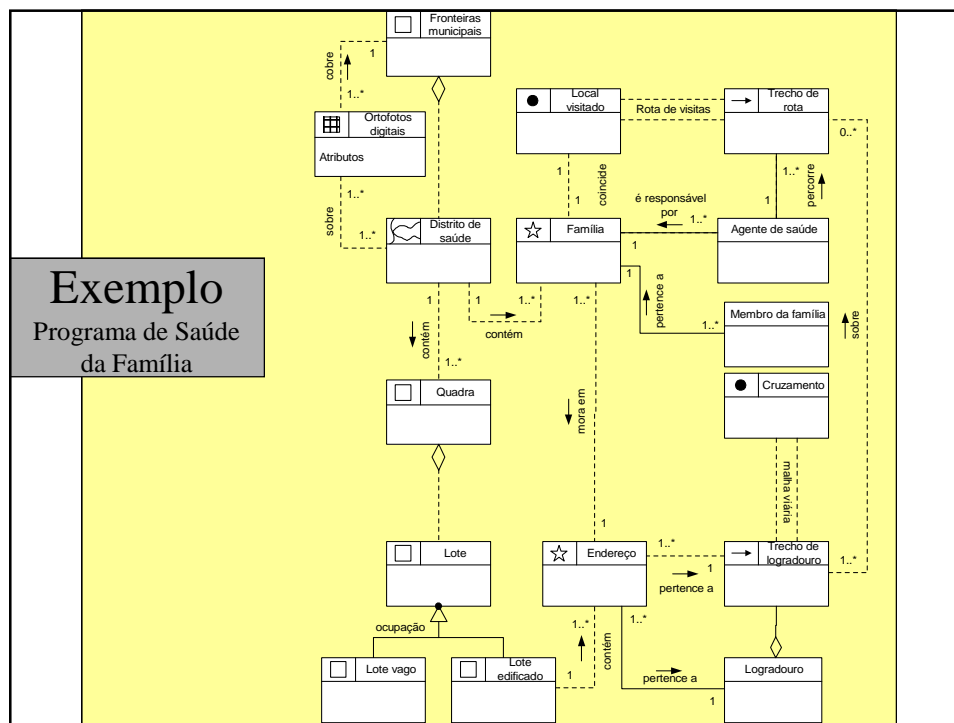 Fronteiras
municipais
1
cobre
1..*
Ortofotos
digitais
Atributos
1..*
sobre
1..*
Distrito de
saúde
Local
visitado
Rota de visitas
Trecho de
rota
0..*
1
coincide
1
1..*
percorre
1
é responsável
por
1..*
Família
1
Agente de saúde
1
pertence a
1..*
Membro da família
sobre
Exemplo
Programa de Saúde
da Família
1
contém
1..*
1
1..*
contém
1..*
mora em
1
Quadra
Cruzamento
malha viária
Lote
Endereço
1..*
1
pertence a
Trecho de
logradouro
1..*
ocupação
Lote vago
Lote
edificado
1
1..*
contém
1..*
pertence a
1
Logradouro